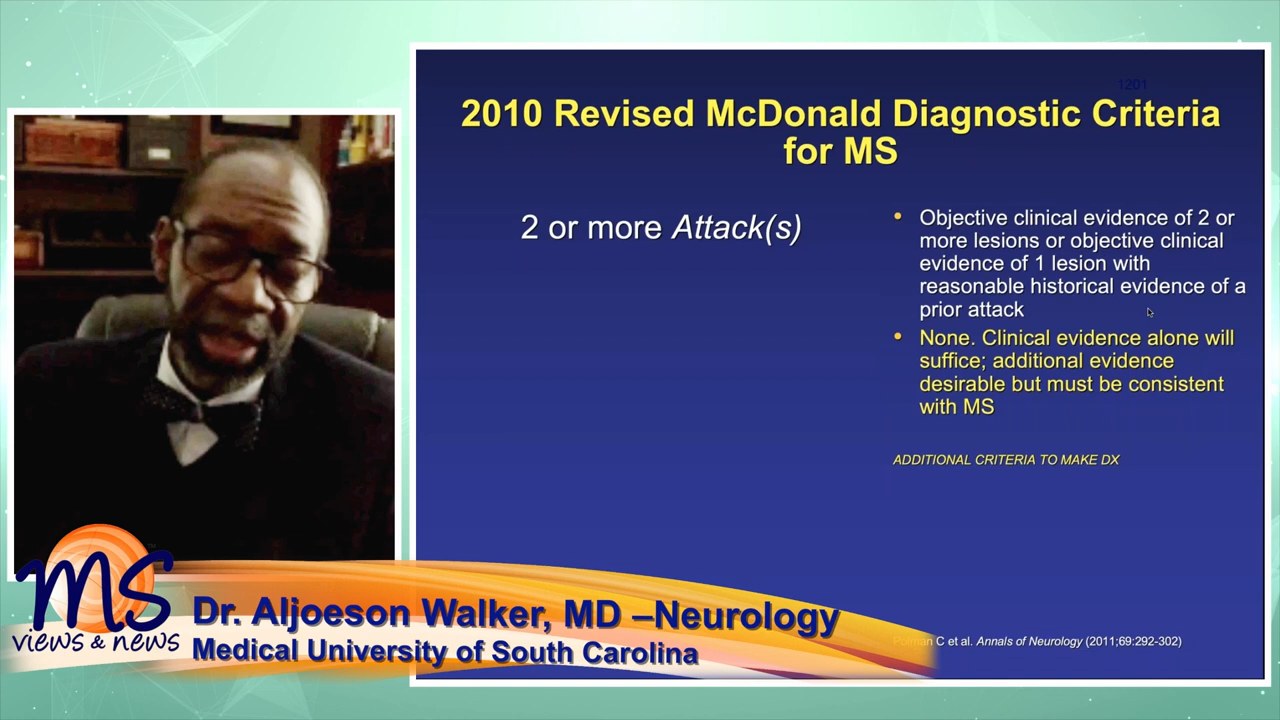 1201
2010 Revised McDonald Diagnostic Criteria
for MS
2 or more Attack(s)
• Objective clinical evidence of 2 or
more lesions or objective clinical
evidence of 1 lesion with
reasonable historical evidence of a
prior attack
• None. Clinical evidence alone will
suffice; additional evidence
desirable but must be consistent
with MS
ADDITIONAL CRITERIA TO MAKE DX
Polman C et al. Annals of Neurology (2011;69:292-302)
MS
views & news
Dr. Aljoeson Walker, MD –Neurology
Medical University of South Carolina